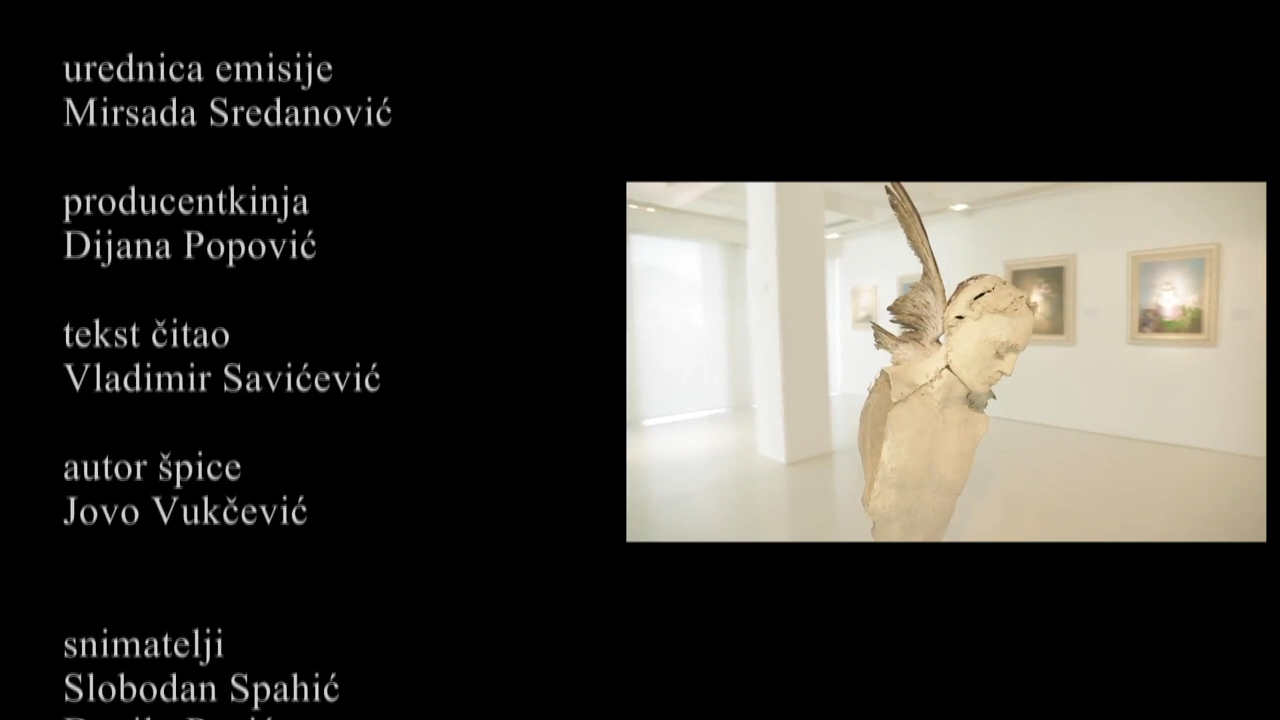 urednica emisije
Mirsada Sredanović
producentkinja
Dijana Popović
tekst čitao
Vladimir Savićević
autor špice
Jovo Vukčević
snimatelji
Slobodan Spahić